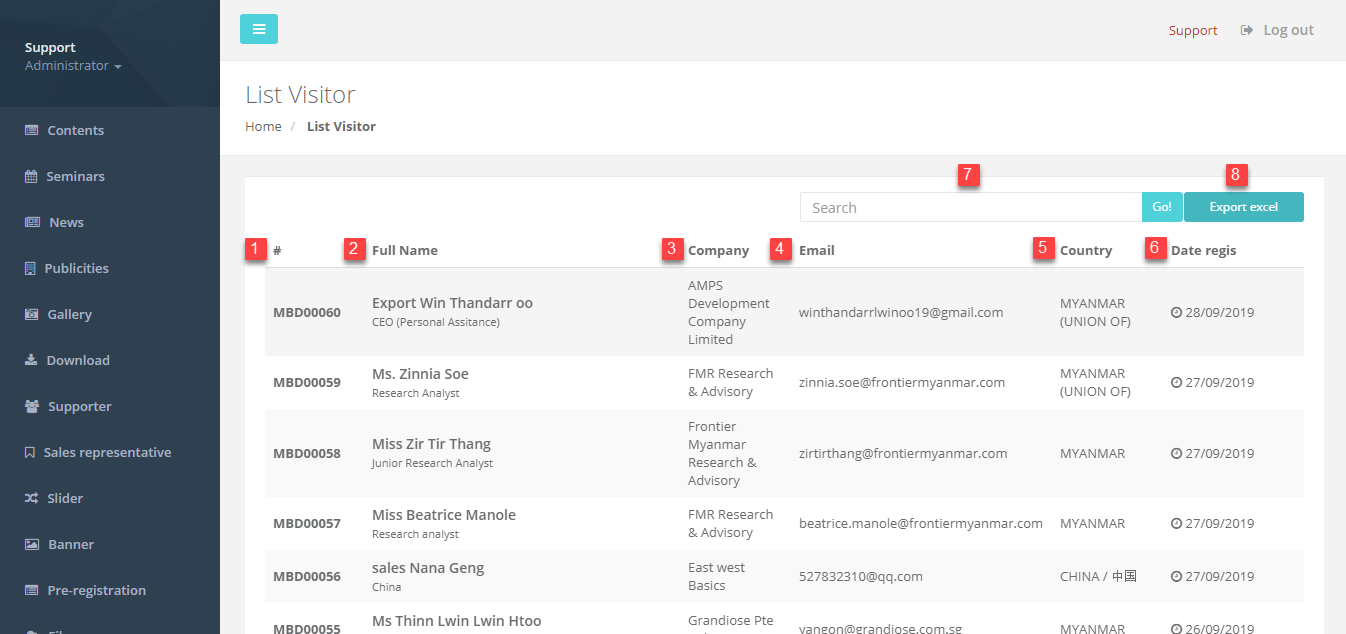 Support
Administrator
Contents
Seminars
News
Publicities
Gallery
Download
Supporter
Sales representative
Slider
Banner
Pre-registration
Support
Log out
List Visitor
Home / List Visitor
7
8
Search
Go!
Export excel
1 # 2 Full Name 3 Company 4 Email 5 Country 6 Date regis
MBD00060
Export Win Thandarr oo
CEO (Personal Assitance)
AMPS
Development
Company
Limited
winthandarrlwinoo19@gmail.com
MYANMAR
(UNION OF)
28/09/2019
MBD00059
Ms. Zinnia Soe
Research Analyst
FMR Research
& Advisory
zinnia.soe@frontiermyanmar.com
MYANMAR
(UNION OF)
27/09/2019
MBD00058
Miss Zir Tir Thang
Junior Research Analyst
Frontier
Myanmar
Research &
Advisory
zirtirthang@frontiermyanmar.com
MYANMAR
27/09/2019
MBD00057
Miss Beatrice Manole
Research analyst
FMR Research
& Advisory
beatrice.manole@frontiermyanmar.com
MYANMAR
27/09/2019
MBD00056
sales Nana Geng
China
East west
Basics
527832310@qq.com
CHINA / 中国
27/09/2019
MBD00055
Ms Thinn Lwin Lwin Htoo
Grandiose Pte
yangon@grandiose.com.sg
MYANMAR
26/09/2019